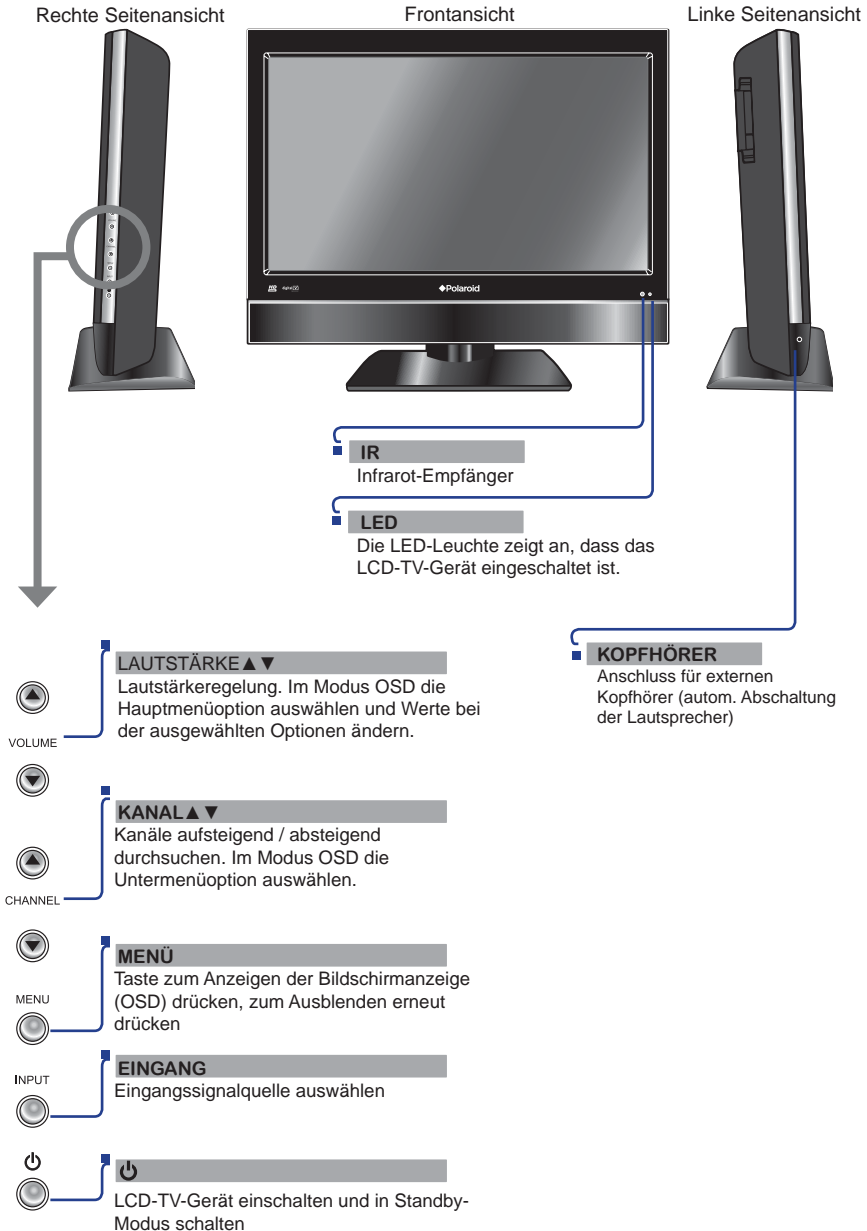 Rechte Seitenansicht
Frontansicht
Linke Seitenansicht
Polaroid
IR
Infrarot-Empfänger
LED
Die LED-Leuchte zeigt an, dass das
LCD-TV-Gerät eingeschaltet ist.
KOPFHÖRER
Anschluss für externen
Kopfhörer (autom. Abschaltung
der Lautsprecher)
LAUTSTÄRKE▲▼
Lautstärkeregelung. Im Modus OSD die
Hauptmenüoption auswählen und Werte bei
der ausgewählten Optionen ändern.
VOLUME
KANAL▲▼
Kanäle aufsteigend / absteigend
durchsuchen. Im Modus OSD die
Untermenüoption auswählen.
CHANNEL
MENÜ
Taste zum Anzeigen der Bildschirmanzeige
(OSD) drücken, zum Ausblenden erneut
drücken
MENU
EINGANG
Eingangssignalquelle auswählen
INPUT
LCD-TV-Gerät einschalten und in Standby-
Modus schalten